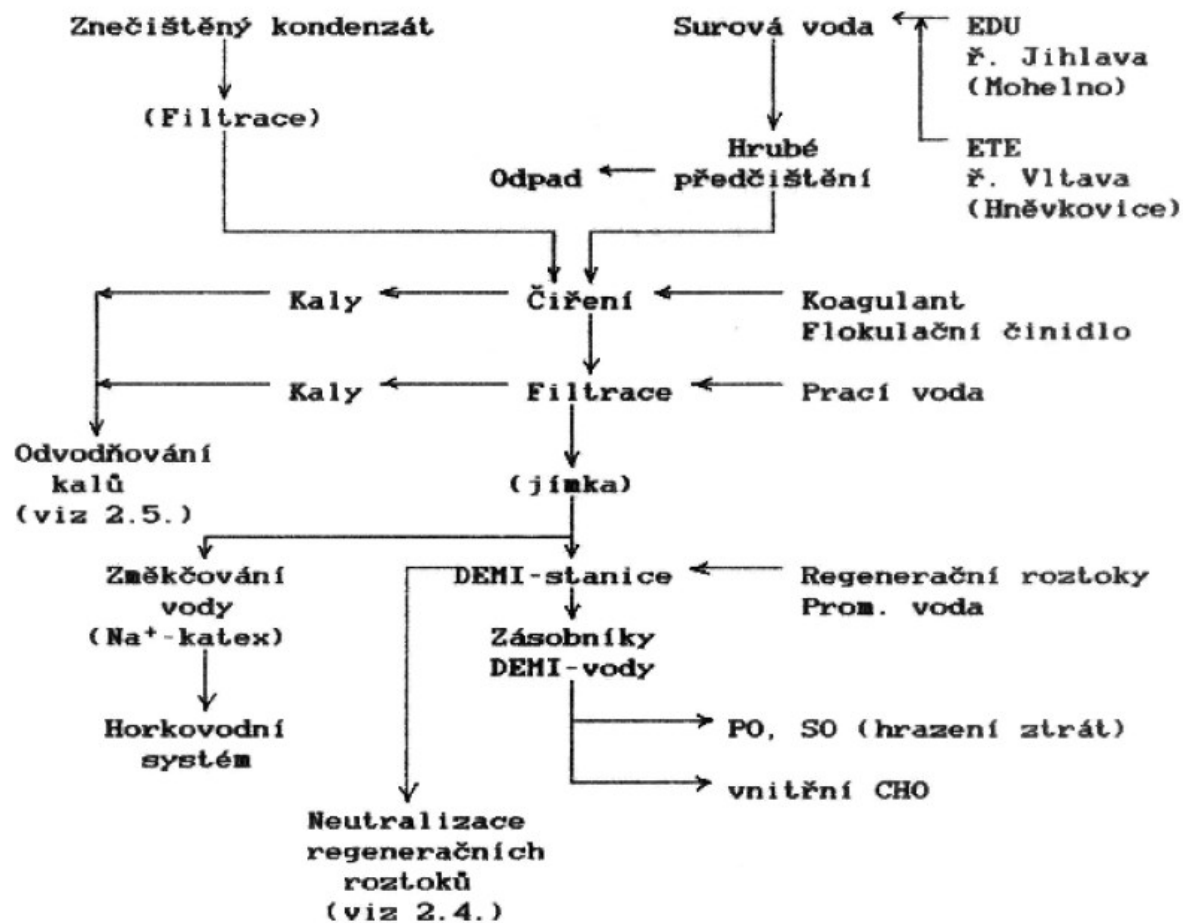 Znečištěný kondenzát
Surová voda
EDU
ř. Jihlava
(Mohelno)
(Filtrace)
Hrubé
předčištění
Odpad
ETE
ř. Vltava
(Hněvkovice)
Kaly
Čiření
Koagulant
Flokulační činidlo
Kaly
Filtrace
Prací voda
Odvodňování
kalů
(viz 2.5.)
(jímka)
Změkčování
vody
(Na⁺-katex)
DEMI-stanice
Regenerační roztoky
Prom. voda
Zásobníky
DEMI-vody
Horkovodní
systém
PO, SO (hrazení ztrát)
vnitřní CHO
Neutralizace
regeneračních
roztoků
(viz 2.4.)